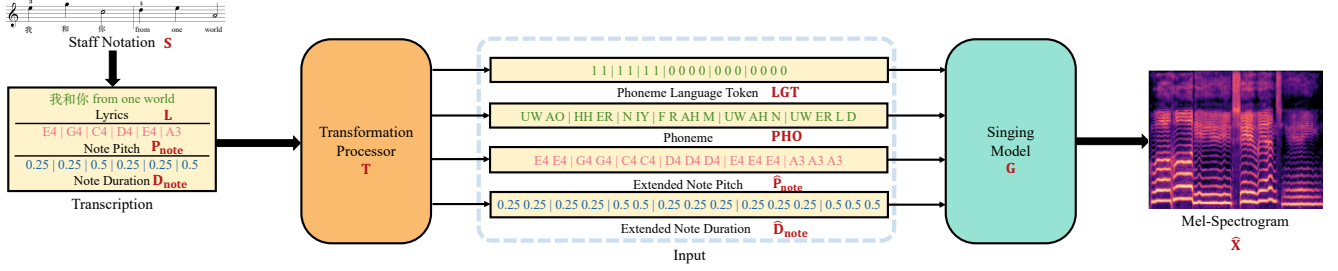 3
4
我 和 你 from one world
Staff Notation S
我和你 from one world
Lyrics L
E4 | G4 | C4 | D4 | E4 | A3
Note Pitch P_note
0.25 | 0.25 | 0.5 | 0.25 | 0.25 | 0.5
Note Duration D_note
Transcription
Transformation
Processor
T
1 1 | 1 1 | 1 1 | 0 0 0 0 | 0 0 0 | 0 0 0 0
Phoneme Language Token LGT
UW AO | HH ER | N IY | F R AH M | UW AH N | UW ER L D
Phoneme PHO
E4 E4 | G4 G4 | C4 C4 | D4 D4 D4 | E4 E4 E4 | A3 A3 A3
Extended Note Pitch P̂_note
0.25 0.25 | 0.25 0.25 | 0.5 0.5 | 0.25 0.25 0.25 | 0.25 0.25 0.25 | 0.5 0.5 0.5
Extended Note Duration D̂_note
Input
Singing
Model
G
Mel-Spectrogram
X̂